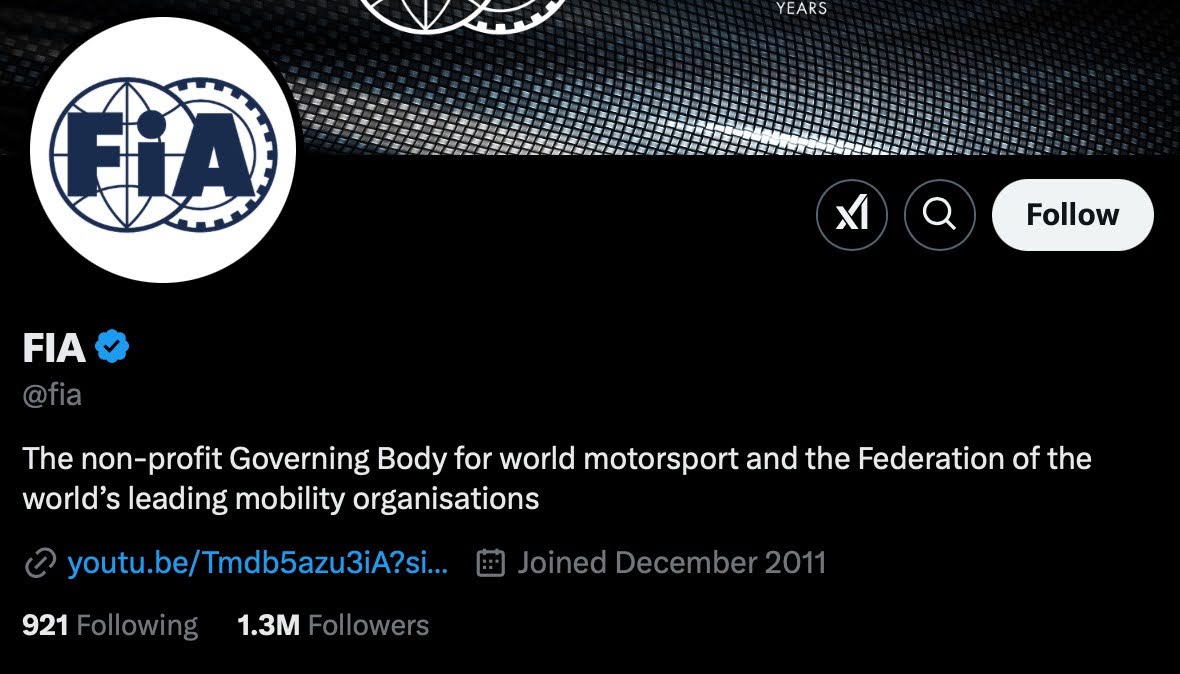 YEARS
FiA
Follow
FIA
@fia
The non-profit Governing Body for world motorsport and the Federation of the
world’s leading mobility organisations
youtu.be/Tmdb5azu3iA?si... Joined December 2011
921 Following 1.3M Followers